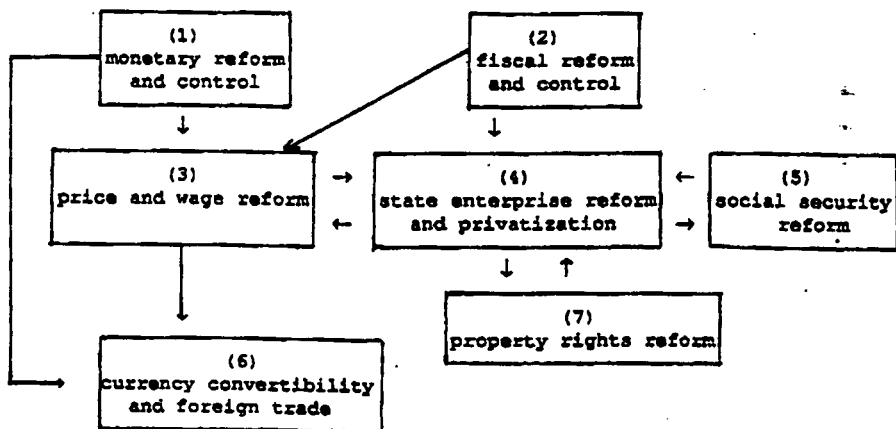 (1)
monetary reform
and control
(2)
fiscal reform
and control
(3)
price and wage reform
(4)
state enterprise reform
and privatization
(5)
social security
reform
(7)
property rights reform
(6)
currency convertibility
and foreign trade